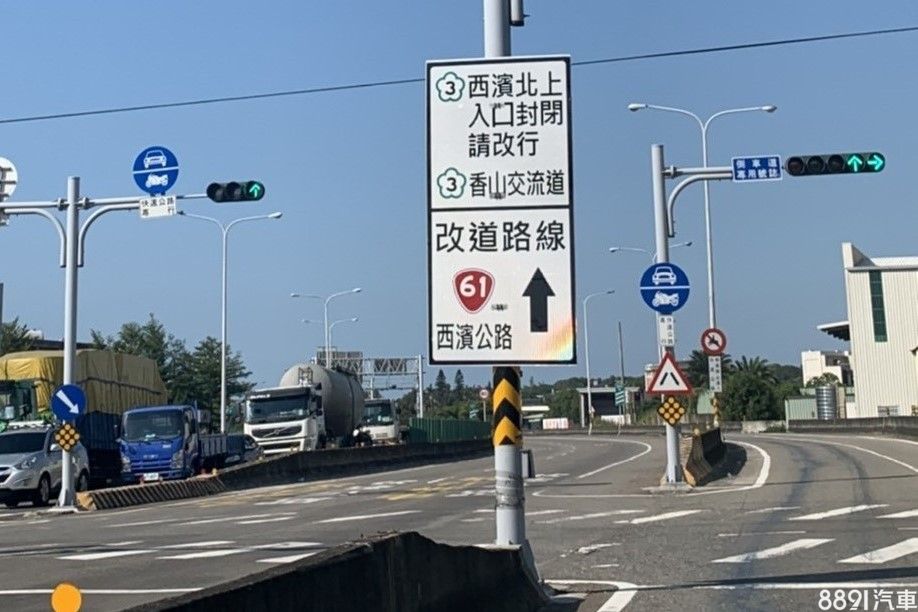 3 西濱北上
入口封閉
請改行
3 香山交流道
改道路線
61
西濱公路
快速公路
專行
倒車道
專用號誌
8891汽車